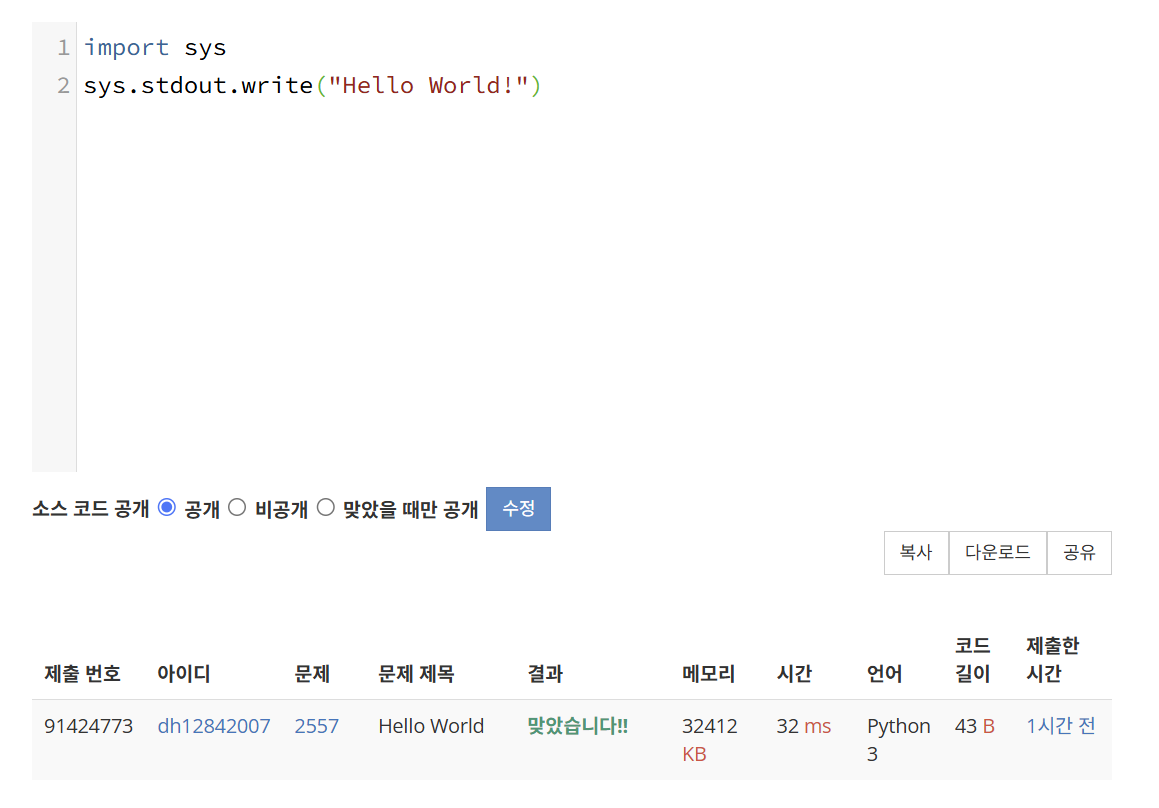 1 import sys
2 sys.stdout.write("Hello World!")
소스 코드 공개 공개 비공개 맞았을 때만 공개 수정
복사 다운로드 공유
제출 번호 아이디 문제 문제 제목 결과 메모리 시간 언어 코드 길이 제출한 시간
91424773 dh12842007 2557 Hello World 맞았습니다!! 32412 KB 32 ms Python 3 43 B 1시간 전